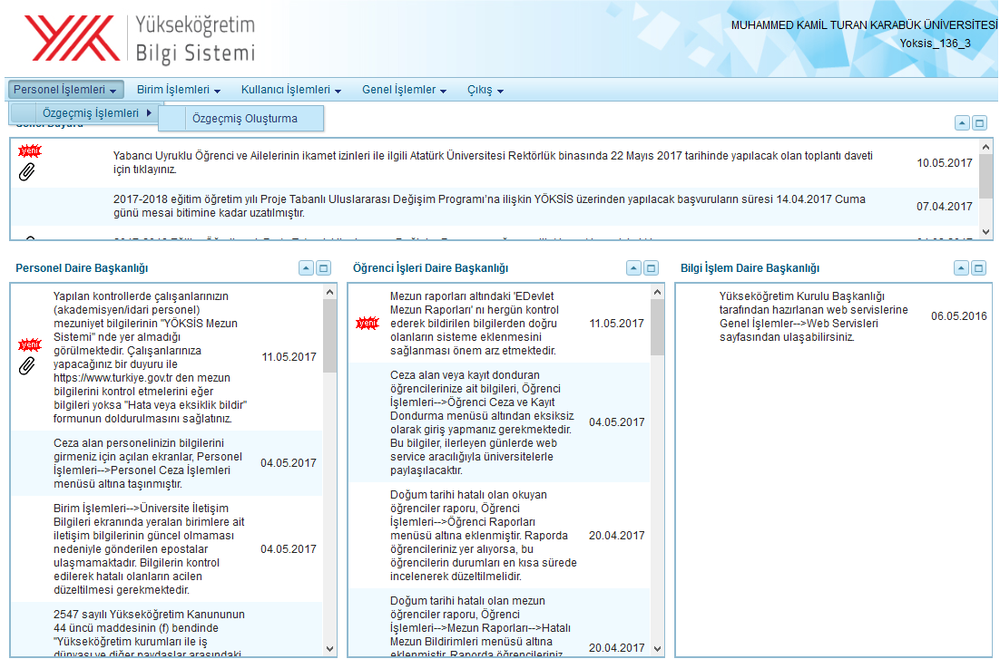 Yükseköğretim
Bilgi Sistemi
MUHAMMED KAMİL TURAN KARABÜK ÜNİVERSİTESİ
Yoksis_136_3
Personel İşlemleri
Birim İşlemleri
Kullanıcı İşlemleri
Genel İşlemler
Çıkış
Özgeçmiş İşlemleri
Özgeçmiş Oluşturma
Genel Duyuru
yeni
Yabancı Uyruklu Öğrenci ve Ailelerinin ikamet izinleri ile ilgili Atatürk Üniversitesi Rektörlük binasında 22 Mayıs 2017 tarihinde yapılacak olan toplantı daveti
için tıklayınız.
10.05.2017
2017-2018 eğitim öğretim yılı Proje Tabanlı Uluslararası Değişim Programı'na ilişkin YÖKSİS üzerinden yapılacak başvuruların süresi 14.04.2017 Cuma
günü mesai bitimine kadar uzatılmıştır.
07.04.2017
Personel Daire Başkanlığı
yeni
Yapılan kontrollerde çalışanlarınızın
(akademisyen/idari personel)
mezuniyet bilgilerinin "YÖKSİS Mezun
Sistemi" nde yer almadığı
görülmektedir. Çalışanlarınıza
yapacağınız bir duyuru ile
https://www.turkiye.gov.tr den mezun
bilgilerini kontrol etmelerini eğer
bilgileri yoksa "Hata veya eksiklik bildir"
formunun doldurulmasını sağlatınız.
11.05.2017
Ceza alan personelinizin bilgilerini
girmeniz için açılan ekranlar, Personel
İşlemleri-->Personel Ceza İşlemleri
menüsü altına taşınmıştır.
04.05.2017
Birim İşlemleri-->Üniversite İletişim
Bilgileri ekranında yeralan birimlere ait
iletişim bilgilerinin güncel olmaması
nedeniyle gönderilen epostalar
ulaşmamaktadır. Bilgilerin kontrol
edilerek hatalı olanların acilen
düzeltilmesi gerekmektedir.
04.05.2017
2547 sayılı Yükseköğretim Kanununun
44 üncü maddesinin (f) bendinde
"Yükseköğretim kurumları ile iş
dünyası ve diğer paydaşlar arasındaki
Öğrenci İşleri Daire Başkanlığı
yeni
Mezun raporları altındaki 'EDevlet
Mezun Raporları' nı hergün kontrol
ederek bildirilen bilgilerden doğru
olanların sisteme eklenmesini
sağlanması önem arz etmektedir.
11.05.2017
Ceza alan veya kayıt donduran
öğrencilerinize ait bilgileri, Öğrenci
İşlemleri-->Öğrenci Ceza ve Kayıt
Dondurma menüsü altından eksiksiz
olarak giriş yapmanız gerekmektedir.
Bu bilgiler, ilerleyen günlerde web
service aracılığıyla üniversitelerle
paylaşılacaktır.
04.05.2017
Doğum tarihi hatalı olan okuyan
öğrenciler raporu, Öğrenci
İşlemleri-->Öğrenci Raporları
menüsü altına eklenmiştir. Raporda
öğrencileriniz yer alıyorsa, bu
öğrencilerin durumları en kısa sürede
incelenerek düzeltilmelidir.
20.04.2017
Doğum tarihi hatalı olan mezun
öğrenciler raporu, Öğrenci
İşlemleri-->Mezun Raporları-->Hatalı
Mezun Bildirimleri menüsü altına
eklenmiştir. Raporda öğrencileriniz
20.04.2017
Bilgi İşlem Daire Başkanlığı
Yükseköğretim Kurulu Başkanlığı
tarafından hazırlanan web servislerine
Genel İşlemler-->Web Servisleri
sayfasından ulaşabilirsiniz.
06.05.2016